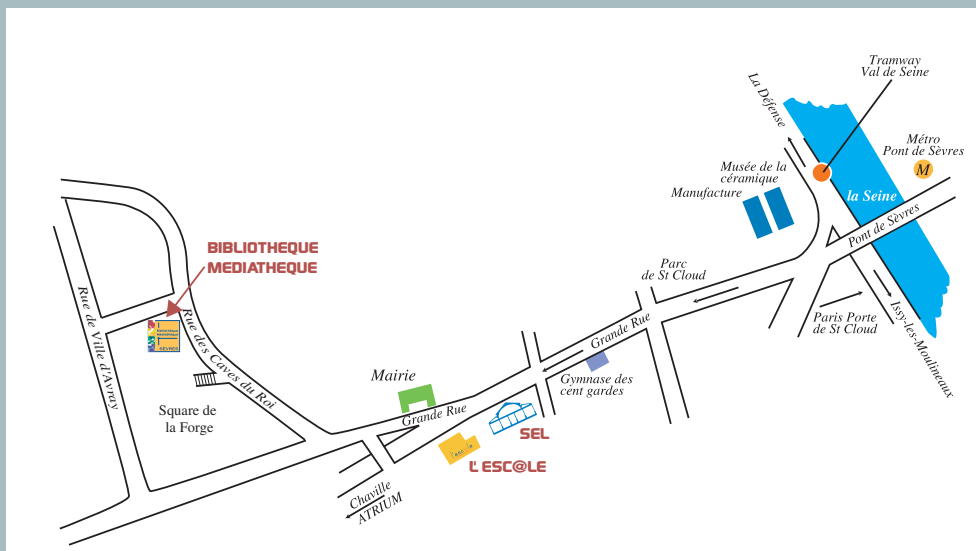 Tramway
Val de Seine
La Défense
Métro
Pont de Sèvres
M
Musée de la
céramique
Manufacture
la Seine
Pont de Sèvres
BIBLIOTHEQUE
MEDIATHEQUE
Parc
de St Cloud
Rue de Ville d'Avray
Rue des Caves du Roi
Grande Rue
Paris Porte
de St Cloud
Issy-les-Moulineaux
SÈVRES
Mairie
Gymnase des
cent gardes
Square de
la Forge
Grande Rue
SEL
L'ESC@LE
Chaville
ATRIUM